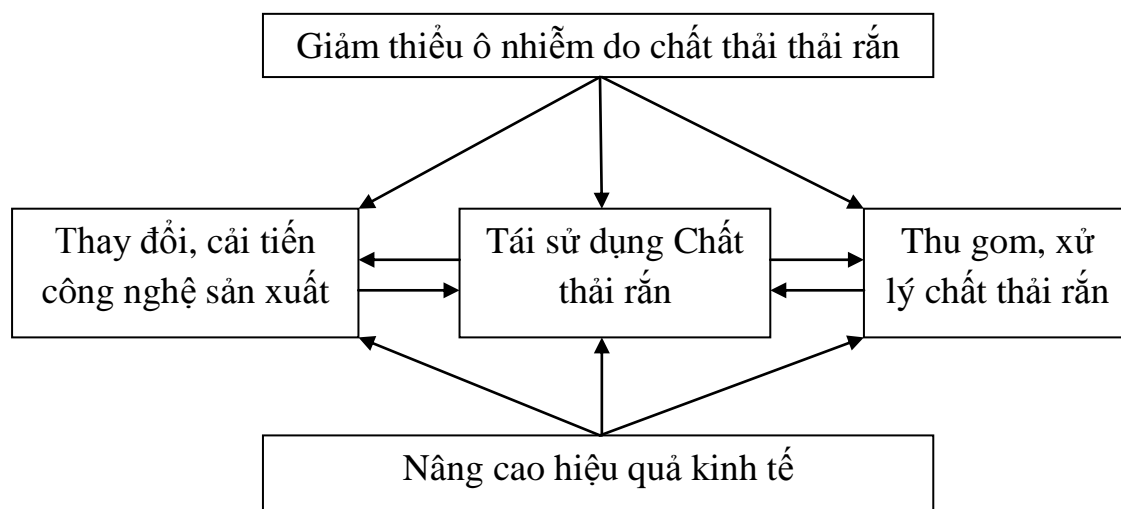 Giảm thiểu ô nhiễm do chất thải thải rắn
Thay đổi, cải tiến
công nghệ sản xuất
Tái sử dụng Chất
thải rắn
Thu gom, xử
lý chất thải rắn
Nâng cao hiệu quả kinh tế